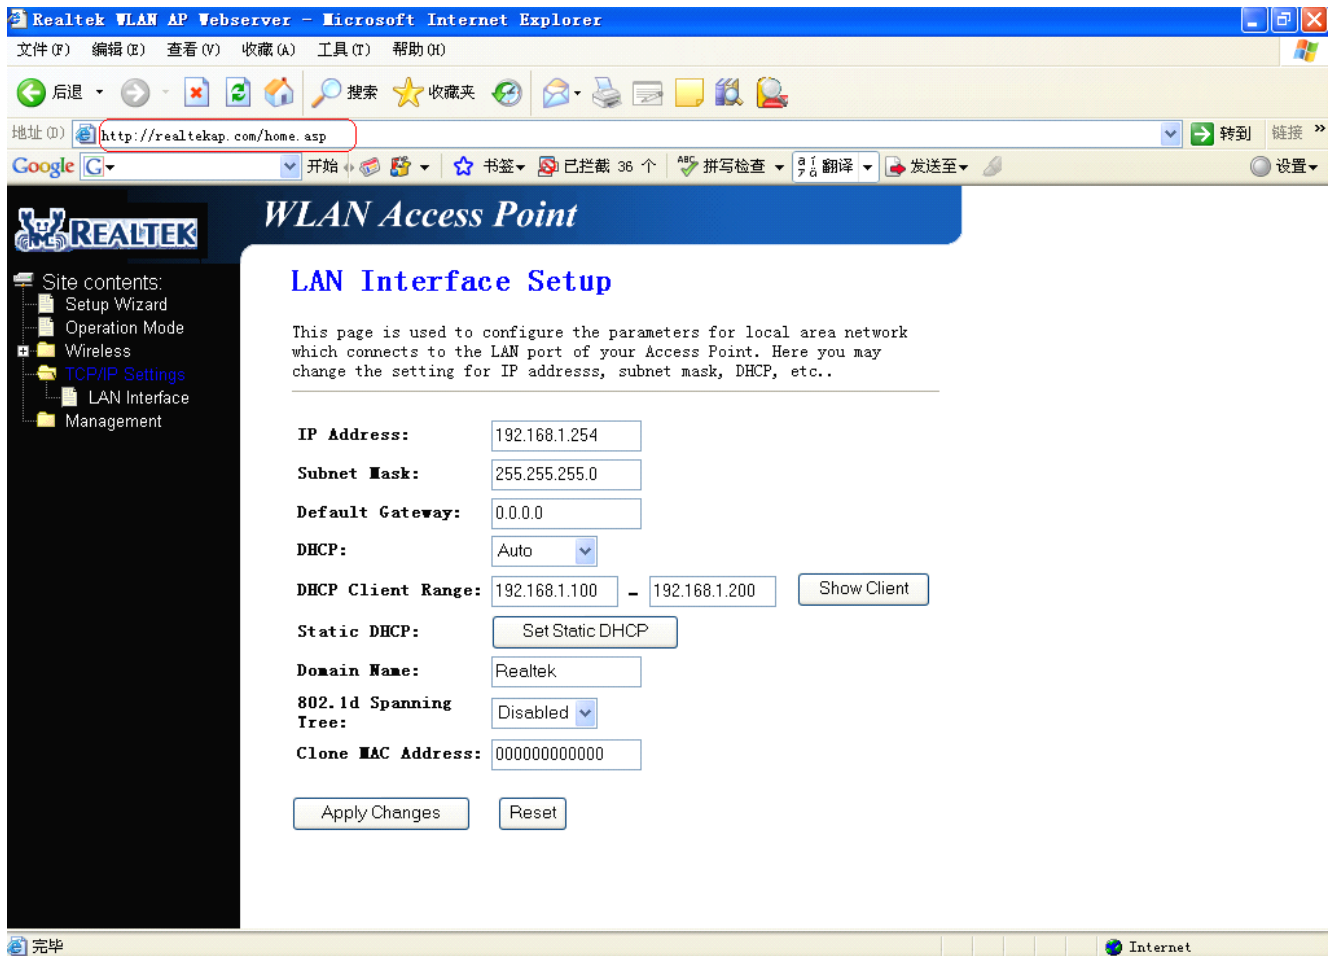 Realtek WLAN AP Webserver - Microsoft Internet Explorer
文件(F) 编辑(E) 查看(V) 收藏(A) 工具(T) 帮助(H)
后退 搜索 收藏夹
地址(D) http://realtekap.com/home.asp 转到 链接 »
Google G 开始 书签 已拦截 36 个 ABC 拼写检查 翻译 发送至 设置
REALTEK
WLAN Access Point
Site contents:
Setup Wizard
Operation Mode
Wireless
TCP/IP Settings
LAN Interface
Management
LAN Interface Setup
This page is used to configure the parameters for local area network
which connects to the LAN port of your Access Point. Here you may
change the setting for IP addresss, subnet mask, DHCP, etc..
IP Address: 192.168.1.254
Subnet Mask: 255.255.255.0
Default Gateway: 0.0.0.0
DHCP: Auto
DHCP Client Range: 192.168.1.100 - 192.168.1.200 Show Client
Static DHCP: Set Static DHCP
Domain Name: Realtek
802.1d Spanning
Tree: Disabled
Clone MAC Address: 000000000000
Apply Changes Reset
完毕 Internet